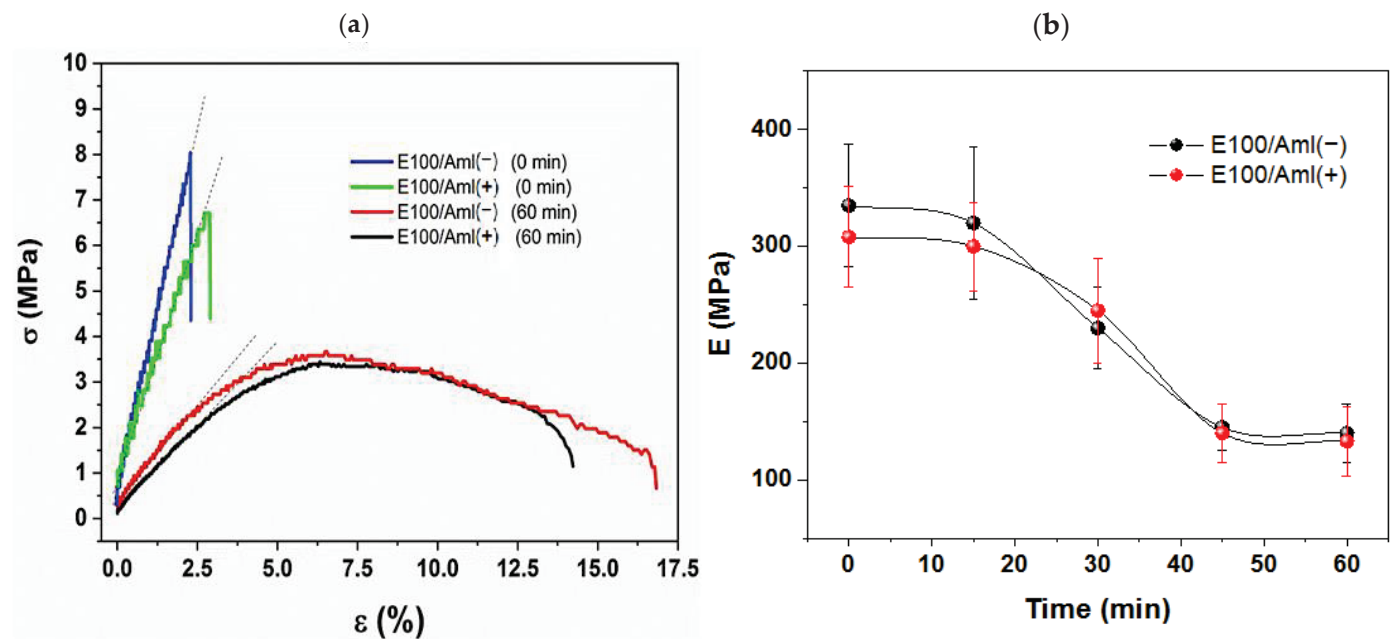 (a)
10
9
8
7
6
5
4
3
2
1
0
σ (MPa)
E100/Aml(−) (0 min)
E100/Aml(+) (0 min)
E100/Aml(−) (60 min)
E100/Aml(+) (60 min)
0.0 2.5 5.0 7.5 10.0 12.5 15.0 17.5
ε (%)
(b)
400
300
200
100
E (MPa)
E100/Aml(−)
E100/Aml(+)
0 10 20 30 40 50 60
Time (min)